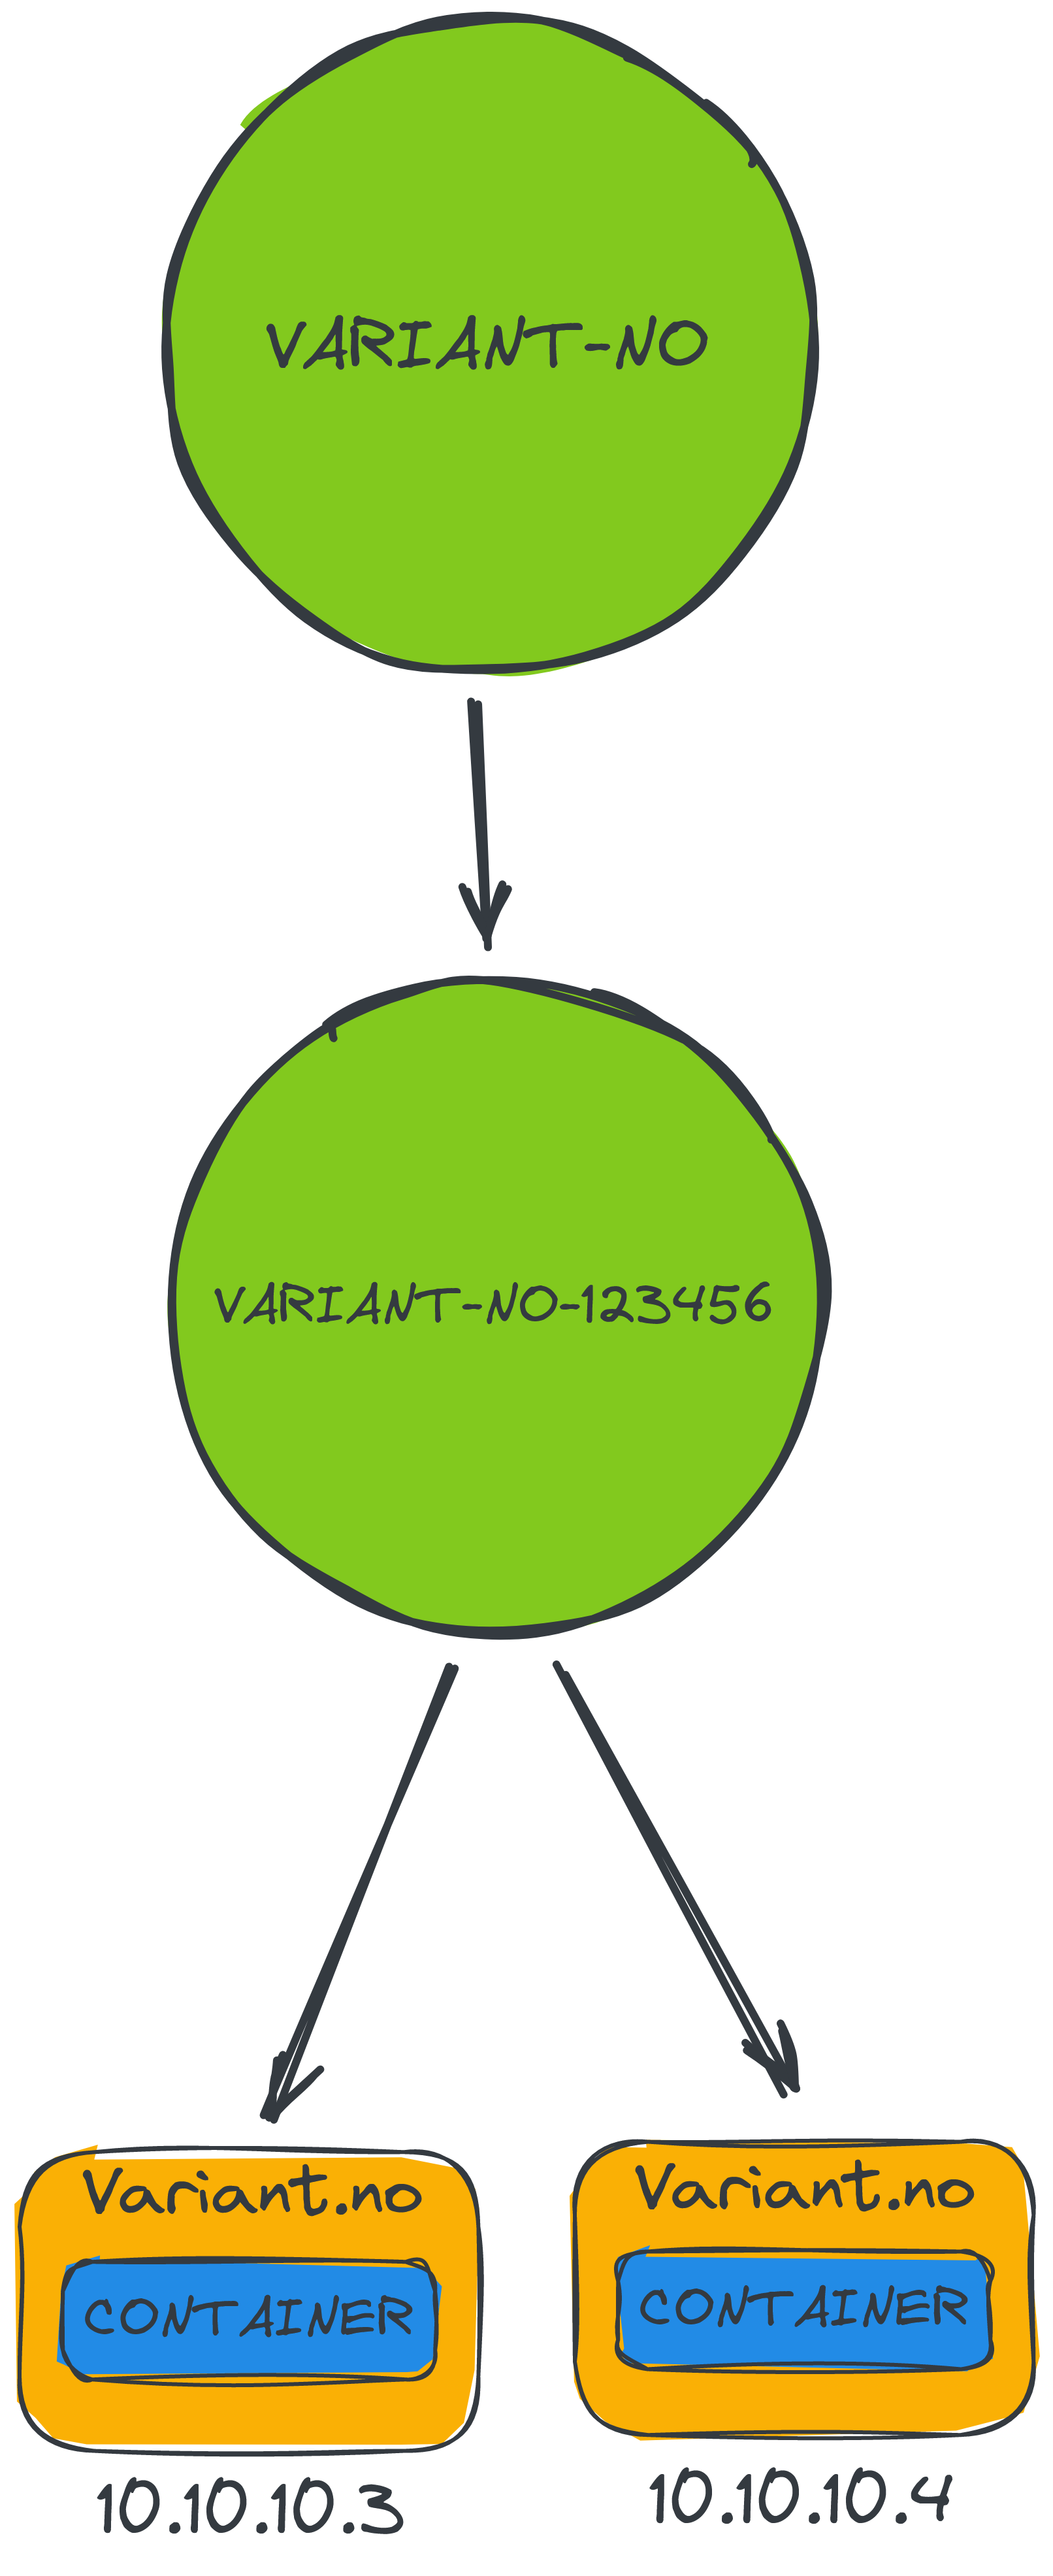 VARIANT-NO
VARIANT-NO-123456
Variant.no
CONTAINER
10.10.10.3
Variant.no
CONTAINER
10.10.10.4